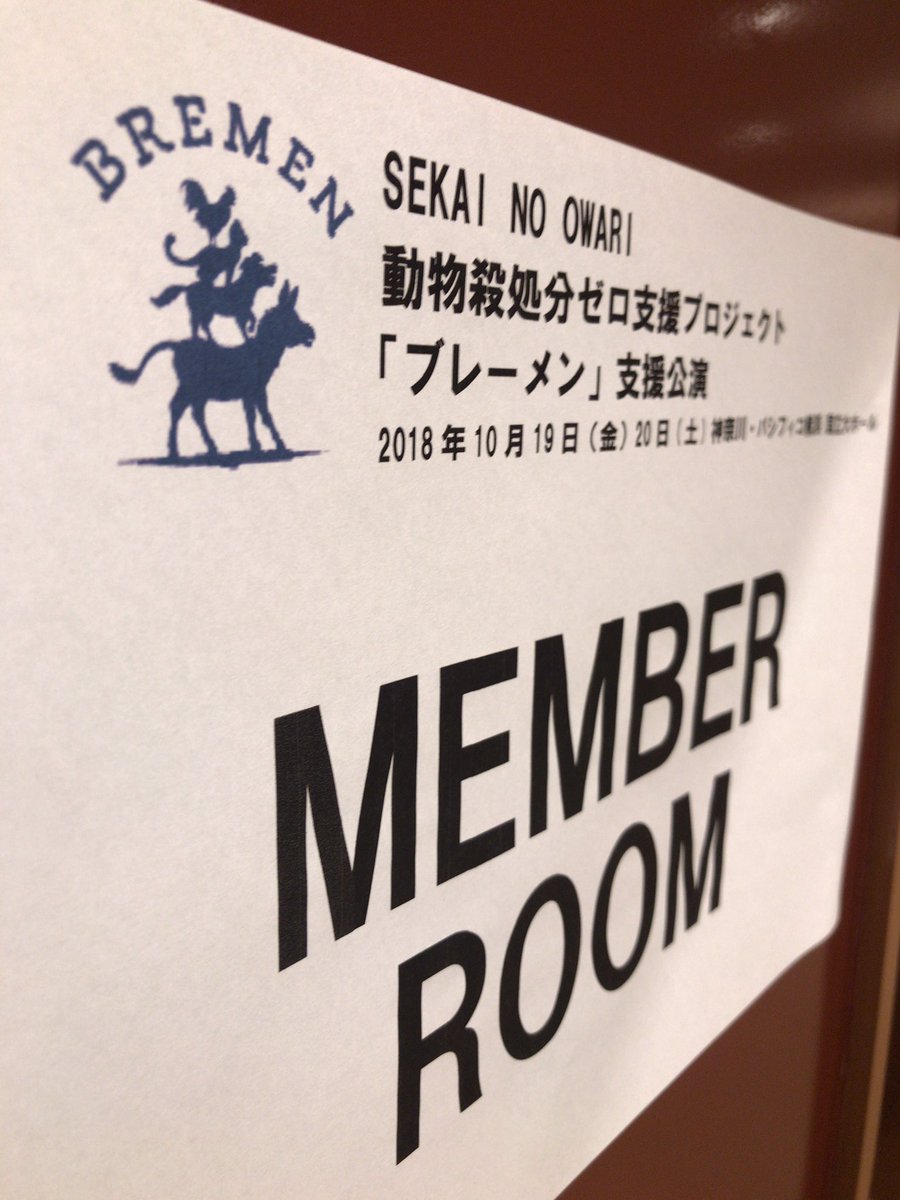 BREMEN
SEKAI NO OWARI
動物殺処分ゼロ支援プロジェクト
「ブレーメン」支援公演
2018年10月19日(金)20日(土)神奈川・パシフィコ横浜 国立大ホール
MEMBER
ROOM